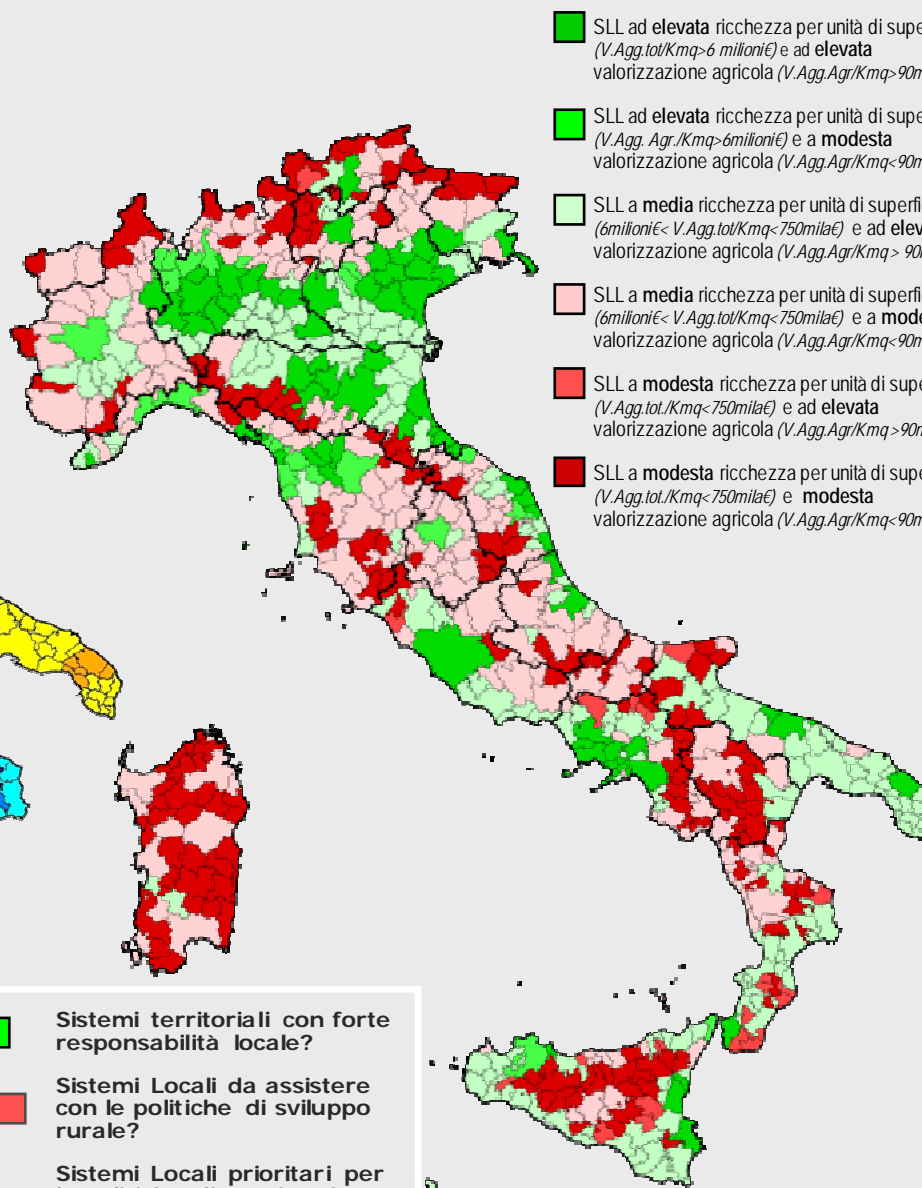 SLL ad elevata ricchezza per unità di supe
(V.Agg.tot/Kmq>6 milioni€) e ad elevata
valorizzazione agricola (V.Agg.Agr/Kmq>90m
SLL ad elevata ricchezza per unità di supe
(V.Agg. Agr./Kmq>6milioni€) e a modesta
valorizzazione agricola (V.Agg.Agr/Kmq<90m
SLL a media ricchezza per unità di superfi
(6milioni€< V.Agg.tot/Kmq<750mila€) e ad elev
valorizzazione agricola (V.Agg.Agr/Kmq> 90
SLL a media ricchezza per unità di superfi
(6milioni€< V.Agg.tot/Kmq<750mila€) e a mode
valorizzazione agricola (V.Agg.Agr/Kmq<90m
SLL a modesta ricchezza per unità di supe
(V.Agg.tot./Kmq<750mila€) e ad elevata
valorizzazione agricola (V.Agg.Agr/Kmq>90m
SLL a modesta ricchezza per unità di supe
(V.Agg.tot./Kmq<750mila€) e modesta
valorizzazione agricola (V.Agg.Agr/Kmq<90m
Sistemi territoriali con forte
responsabilità locale?
Sistemi Locali da assistere
con le politiche di sviluppo
rurale?
Sistemi Locali prioritari per